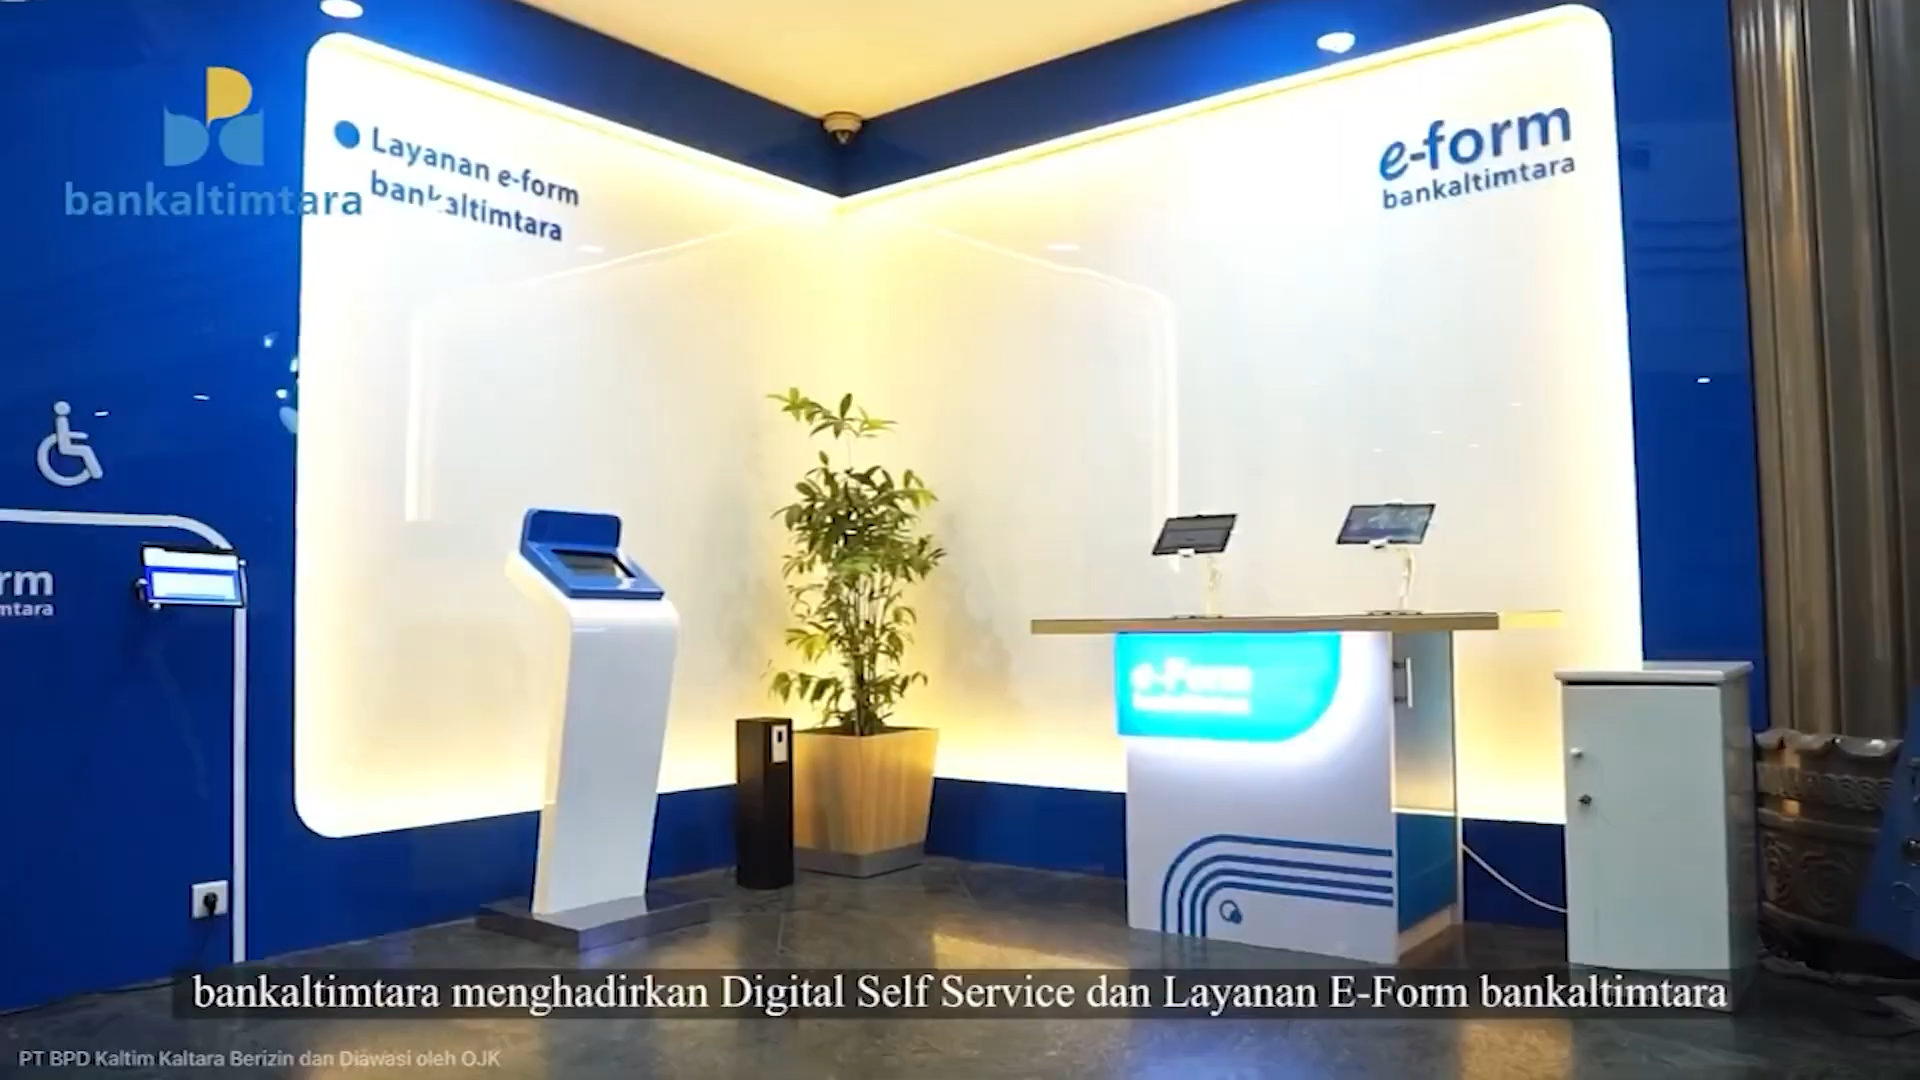 bankaltimtara
Layanan e-form
bankaltimtara
e-form
bankaltimtara
rm
mtara
e-Form
bankaltimtara menghadirkan Digital Self Service dan Layanan E-Form bankaltimtara
PT BPD Kaltim Kaltara Berizin dan Diawasi oleh OJK